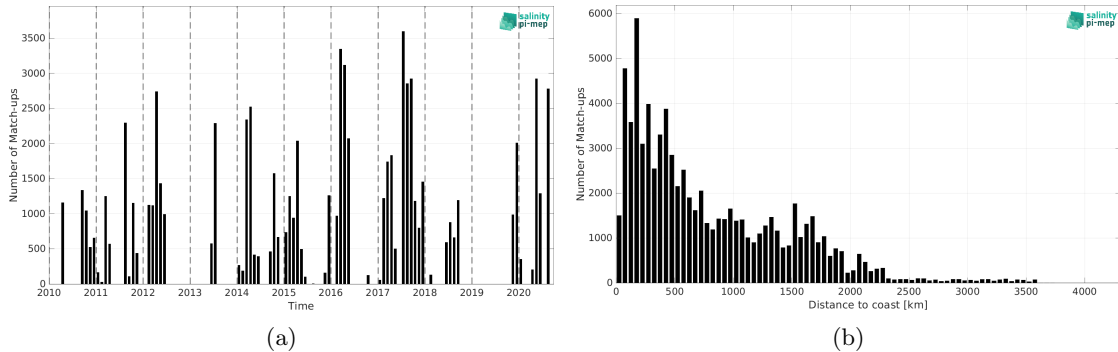 salinity
pi-mep
Number of Match-ups
3500
3000
2500
2000
1500
1000
500
0
2010 2011 2012 2013 2014 2015 2016 2017 2018 2019 2020
Time
(a)
salinity
pi-mep
Number of Match-ups
6000
5000
4000
3000
2000
1000
0
0 500 1000 1500 2000 2500 3000 3500 4000
Distance to coast [km]
(b)